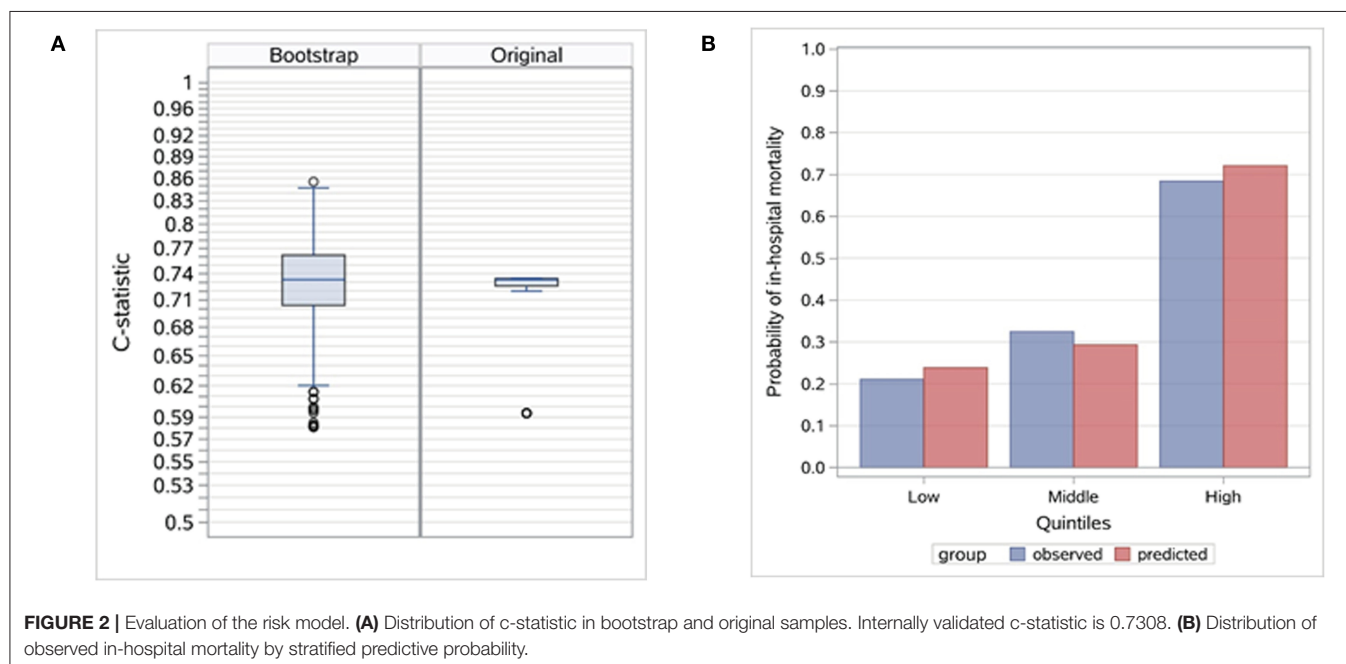 A
Bootstrap
Original
C-statistic
1
0.96
0.92
0.89
0.86
0.83
0.8
0.77
0.74
0.71
0.68
0.65
0.62
0.59
0.57
0.55
0.53
0.5
B
Probability of in-hospital mortality
1.0
0.9
0.8
0.7
0.6
0.5
0.4
0.3
0.2
0.1
0.0
Low Middle High
Quintiles
group observed predicted
FIGURE 2 | Evaluation of the risk model. (A) Distribution of c-statistic in bootstrap and original samples. Internally validated c-statistic is 0.7308. (B) Distribution of
observed in-hospital mortality by stratified predictive probability.